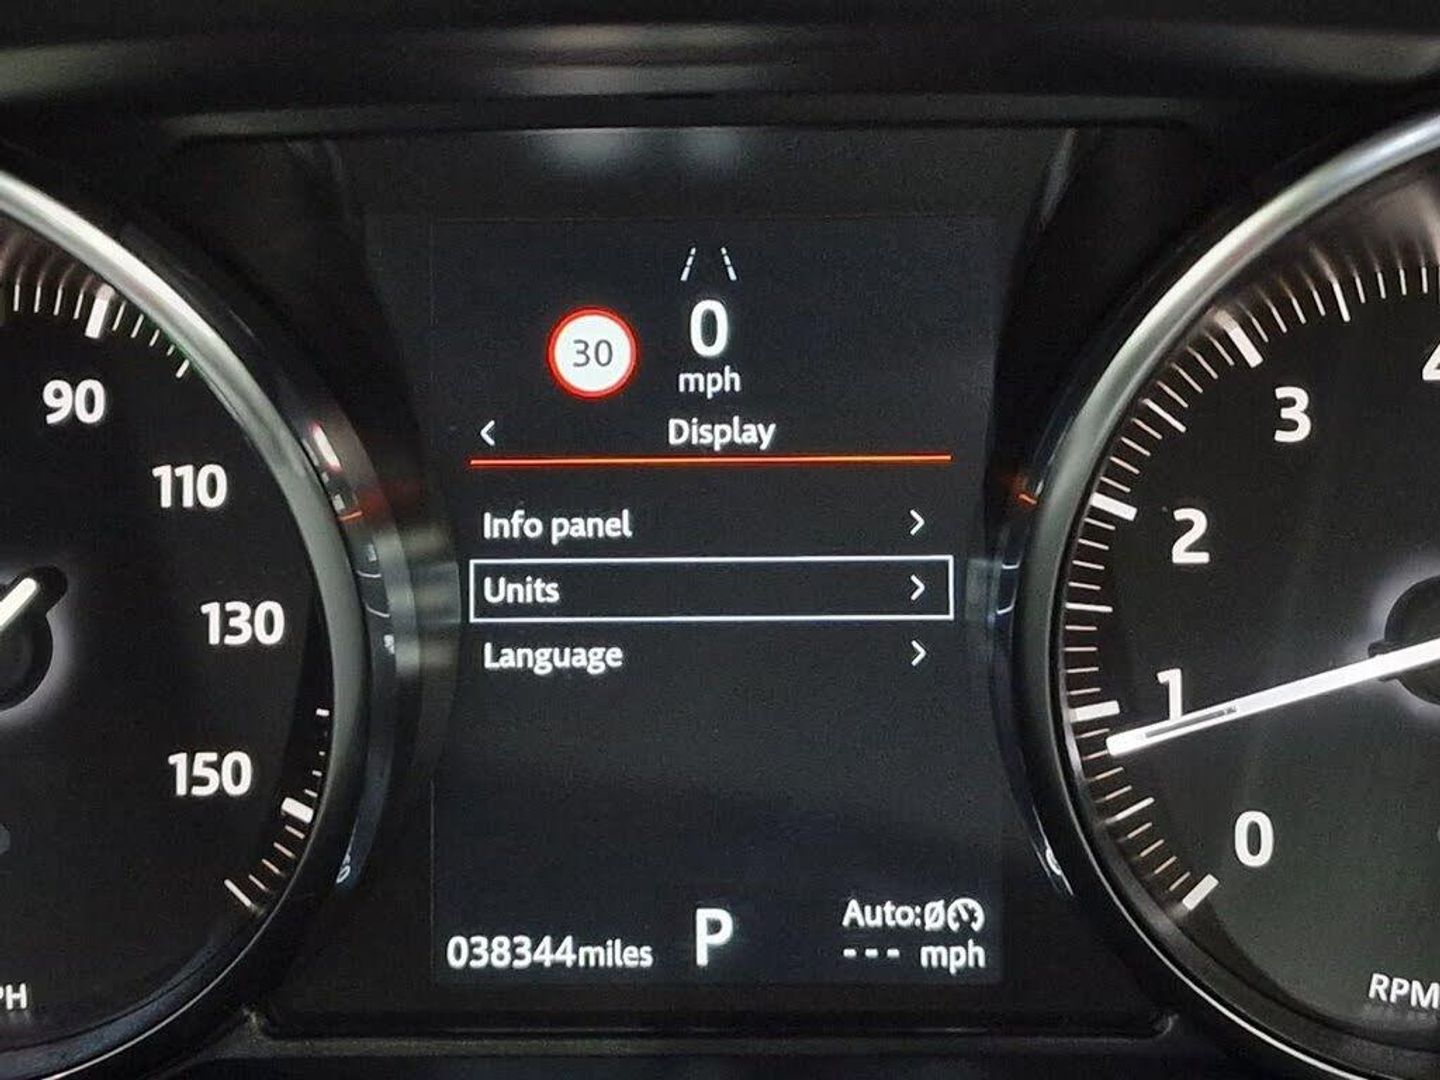 30
0
mph
Display
Info panel
Units
Language
038344miles
P
Auto:Ø
--- mph
90
110
130
150
PH
4
3
2
1
0
RPM